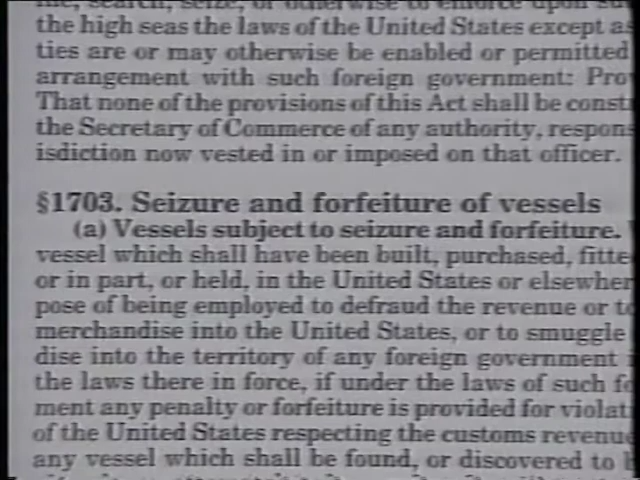 the high seas the laws of the United States except as
ties are or may otherwise be enabled or permitted
arrangement with such foreign government: Pro
That none of the provisions of this Act shall be const
the Secretary of Commerce of any authority, respons
isdiction now vested in or imposed on that officer.
§1703. Seizure and forfeiture of vessels
(a) Vessels subject to seizure and forfeiture.
vessel which shall have been built, purchased, fitte
or in part, or held, in the United States or elsewher
pose of being employed to defraud the revenue or to
merchandise into the United States, or to smuggle
dise into the territory of any foreign government i
the laws there in force, if under the laws of such fo
ment any penalty or forfeiture is provided for violat
of the United States respecting the customs revenue
any vessel which shall be found, or discovered to b